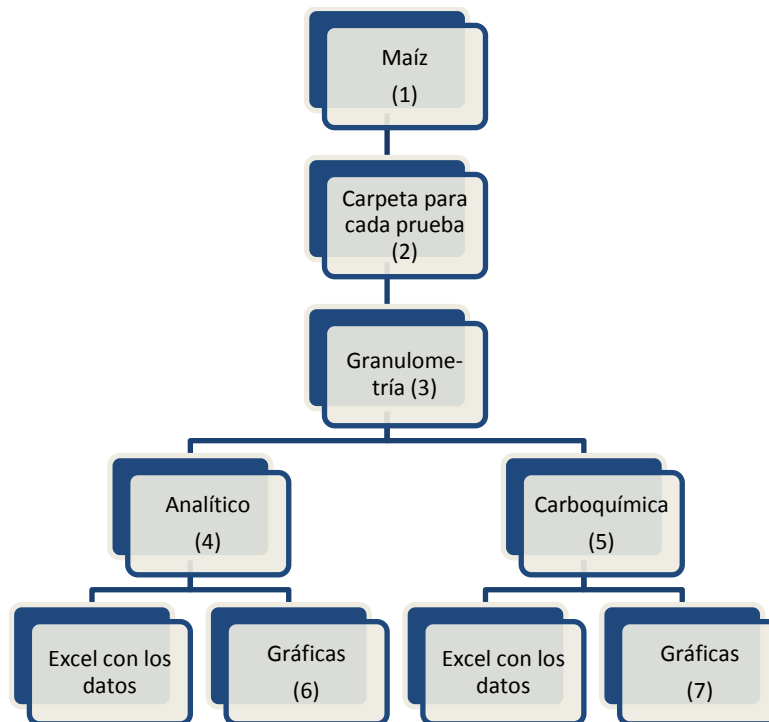 Maíz
(1)
Carpeta para
cada prueba
(2)
Granulome-
tría (3)
Analítico
(4)
Carboquímica
(5)
Excel con los
datos
Gráficas
(6)
Excel con los
datos
Gráficas
(7)